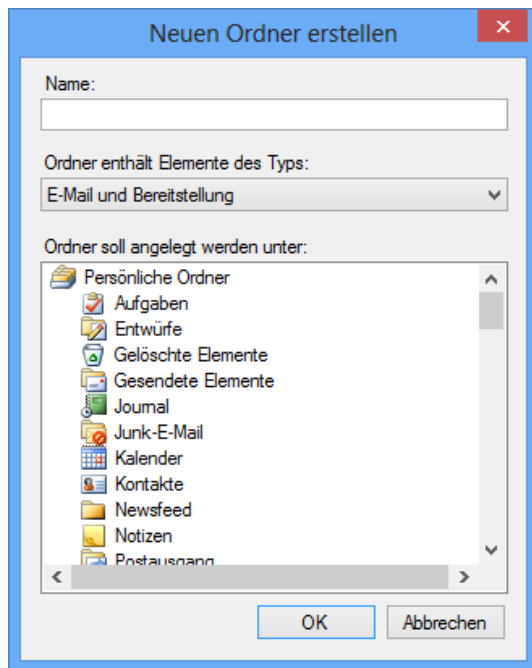 Neuen Ordner erstellen
Name:
Ordner enthält Elemente des Typs:
E-Mail und Bereitstellung
Ordner soll angelegt werden unter:
Persönliche Ordner
Aufgaben
Entwürfe
Gelöschte Elemente
Gesendete Elemente
Journal
Junk-E-Mail
Kalender
Kontakte
Newsfeed
Notizen
Postausgang
OK Abbrechen